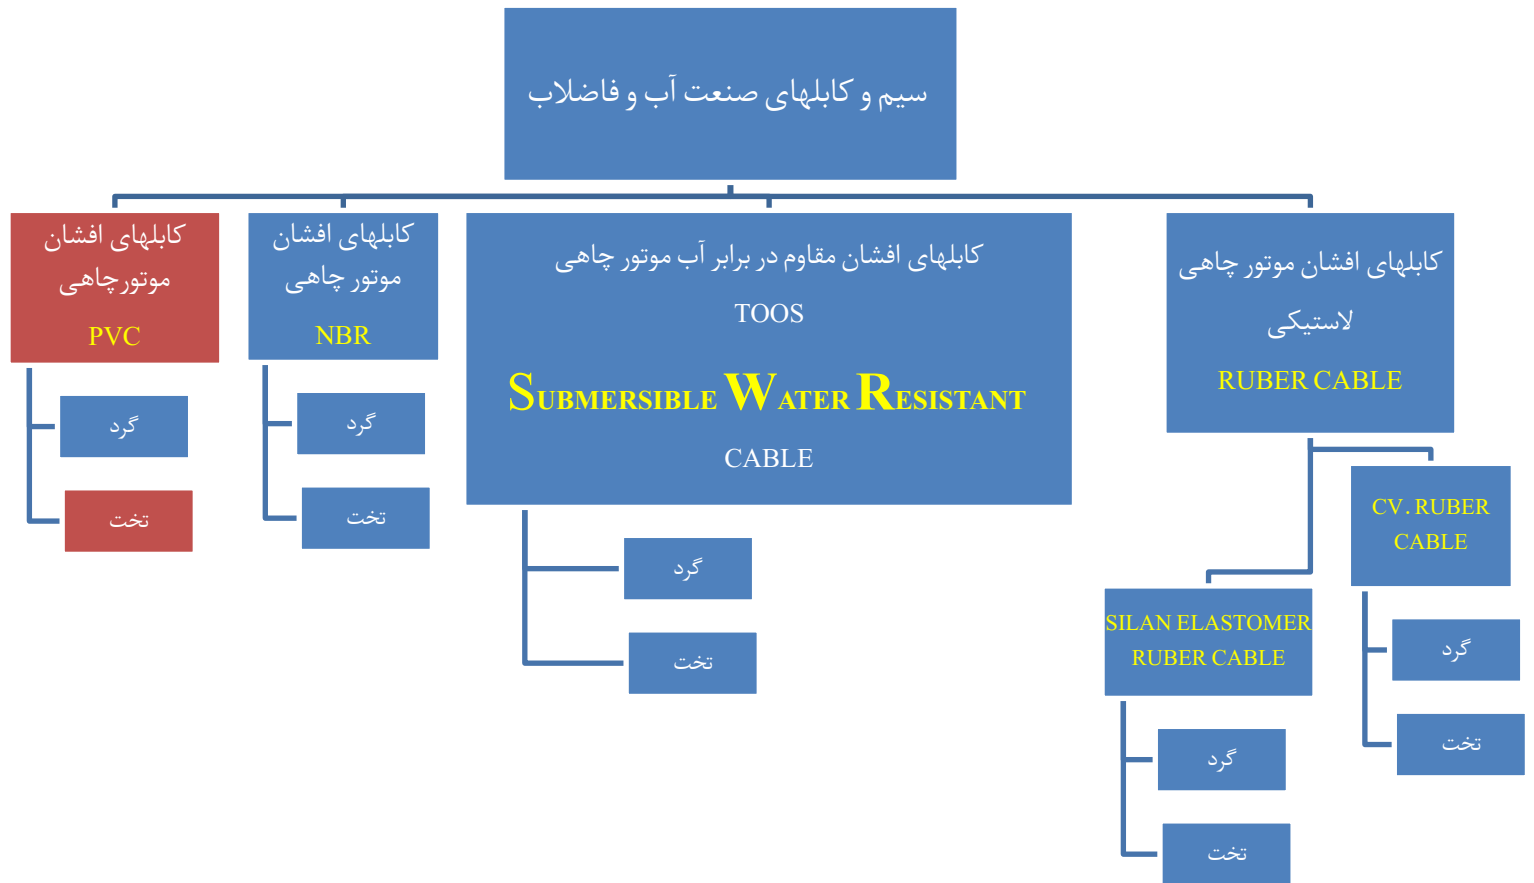 سیم و کابلهای صنعت آب و فاضلاب
کابلهای افشان موتور چاهی
لاستیکی
RUBER CABLE
CV. RUBER
CABLE
گرد
تخت
SILAN ELASTOMER
RUBER CABLE
گرد
تخت
کابلهای افشان مقاوم در برابر آب موتور چاهی
TOOS
SUBMERSIBLE WATER RESISTANT
CABLE
گرد
تخت
کابلهای افشان
موتور چاهی
NBR
گرد
تخت
کابلهای افشان
موتورچاهی
PVC
گرد
تخت